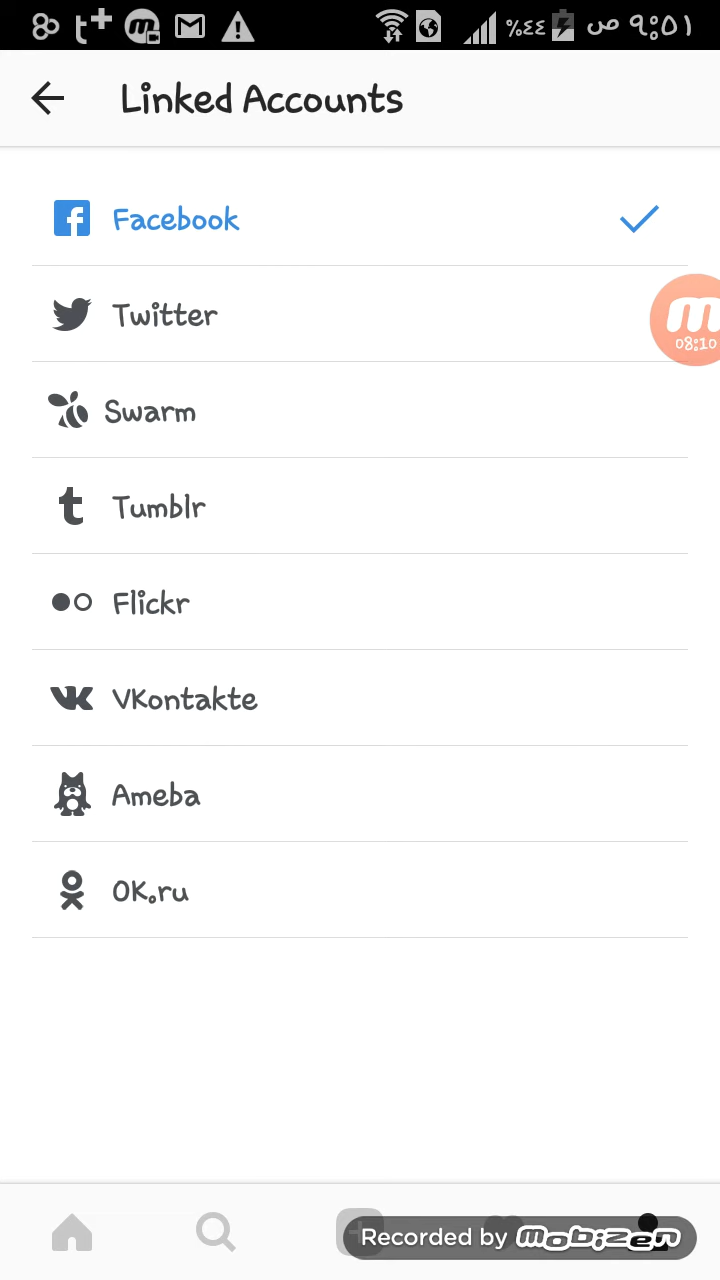 %٤٤ ٩:٥١ ص
Linked Accounts
Facebook
Twitter
08:10
Swarm
Tumblr
Flickr
VKontakte
Ameba
OK.ru
Recorded by mobizen